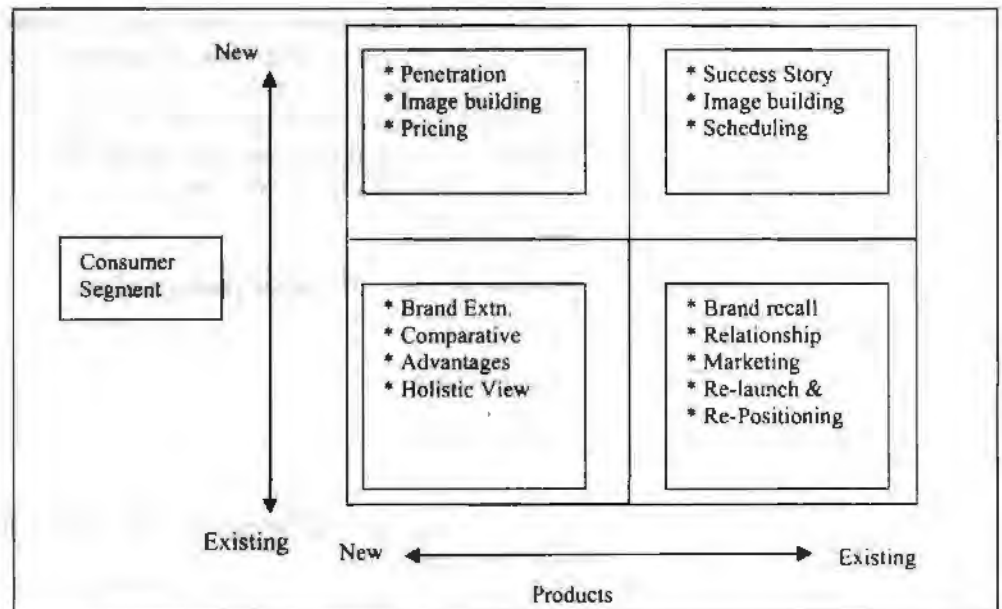 New
* Penetration
* Image building
* Pricing
* Success Story
* Image building
* Scheduling
Consumer
Segment
* Brand Extn.
* Comparative
* Advantages
* Holistic View
* Brand recall
* Relationship
* Marketing
* Re-launch &
* Re-Positioning
Existing
New
Existing
Products